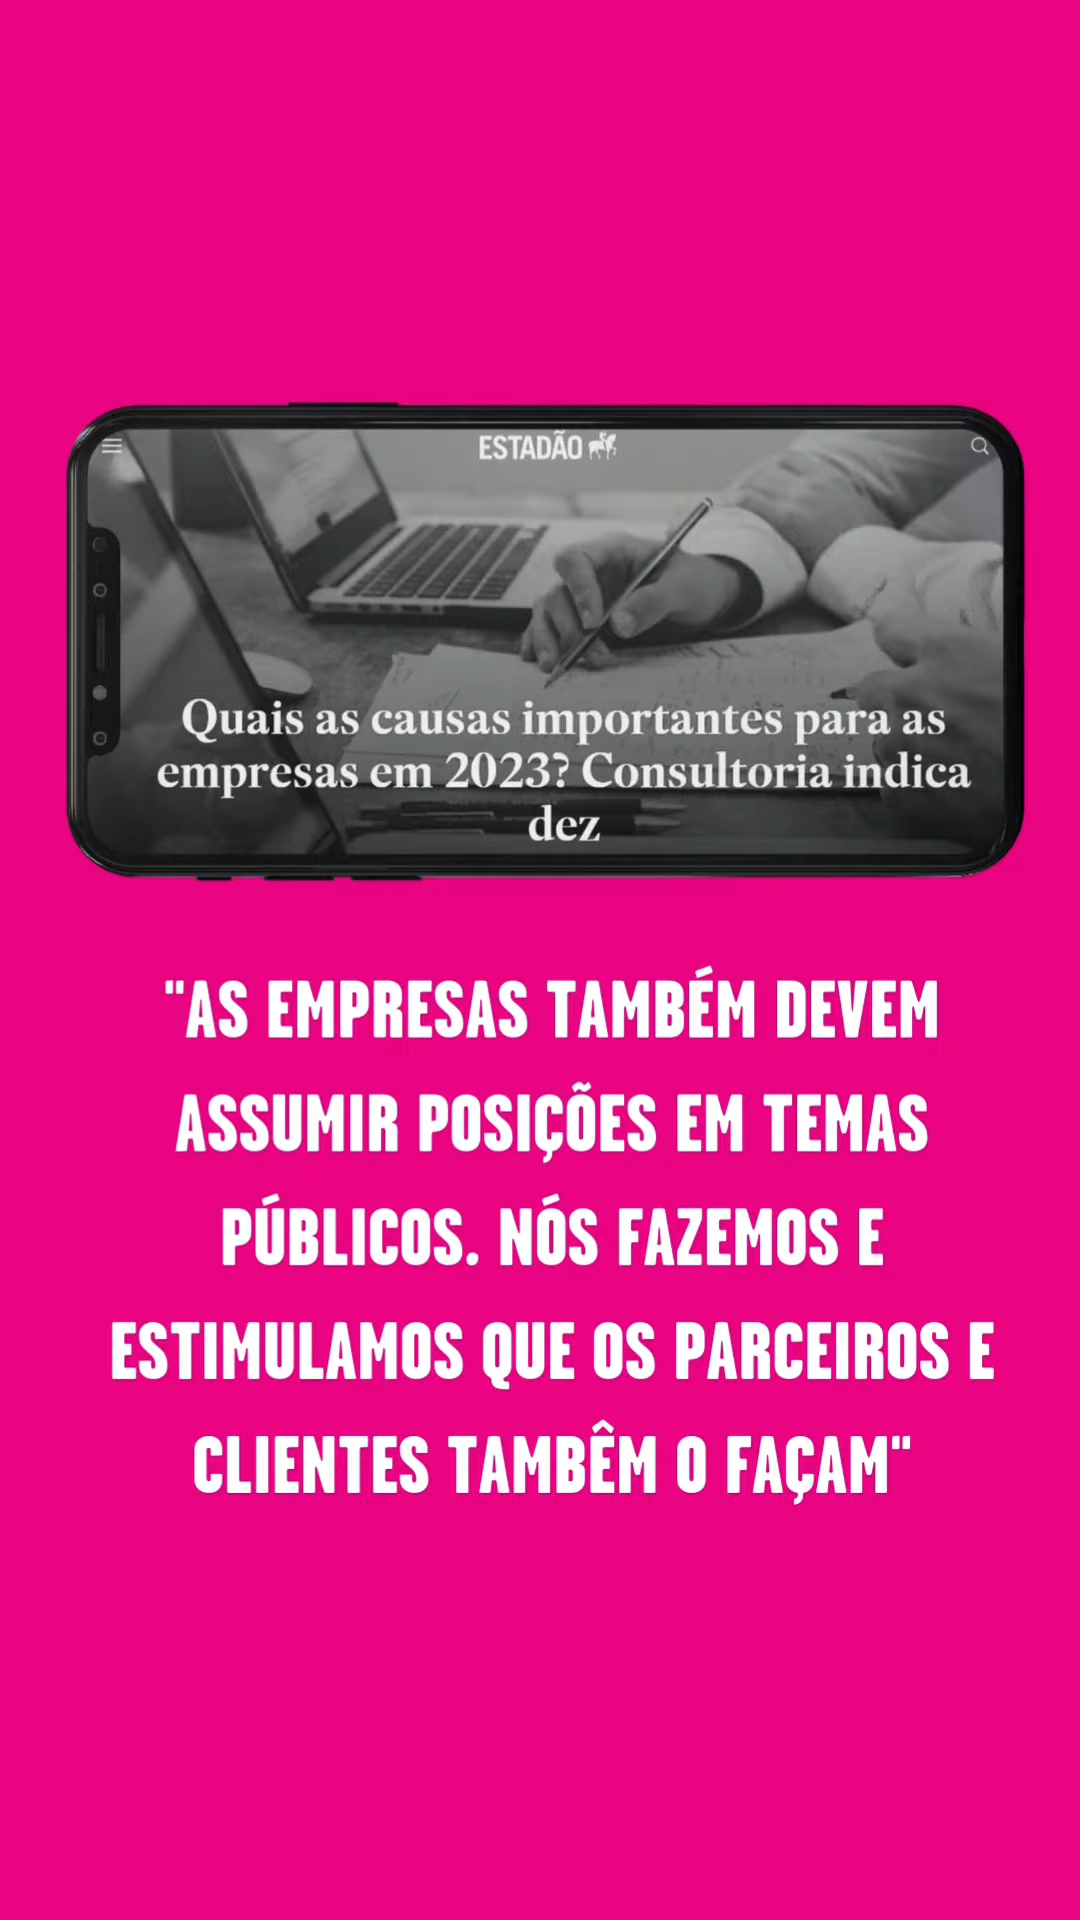 ESTADÃO
Quais as causas importantes para as
empresas em 2023? Consultoria indica
dez
"AS EMPRESAS TAMBÉM DEVEM
ASSUMIR POSIÇÕES EM TEMAS
PÚBLICOS. NÓS FAZEMOS E
ESTIMULAMOS QUE OS PARCEIROS E
CLIENTES TAMBÊM O FAÇAM"